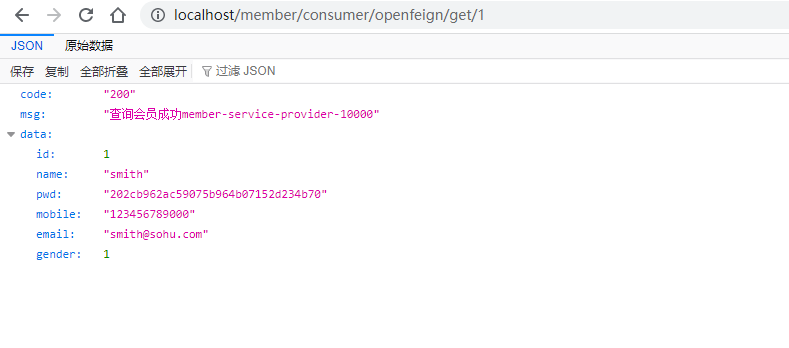 localhost/member/consumer/openfeign/get/1
JSON 原始数据
保存 复制 全部折叠 全部展开 过滤 JSON
code: "200"
msg: "查询会员成功member-service-provider-10000"
data:
id: 1
name: "smith"
pwd: "202cb962ac59075b964b07152d234b70"
mobile: "123456789000"
email: "smith@sohu.com"
gender: 1